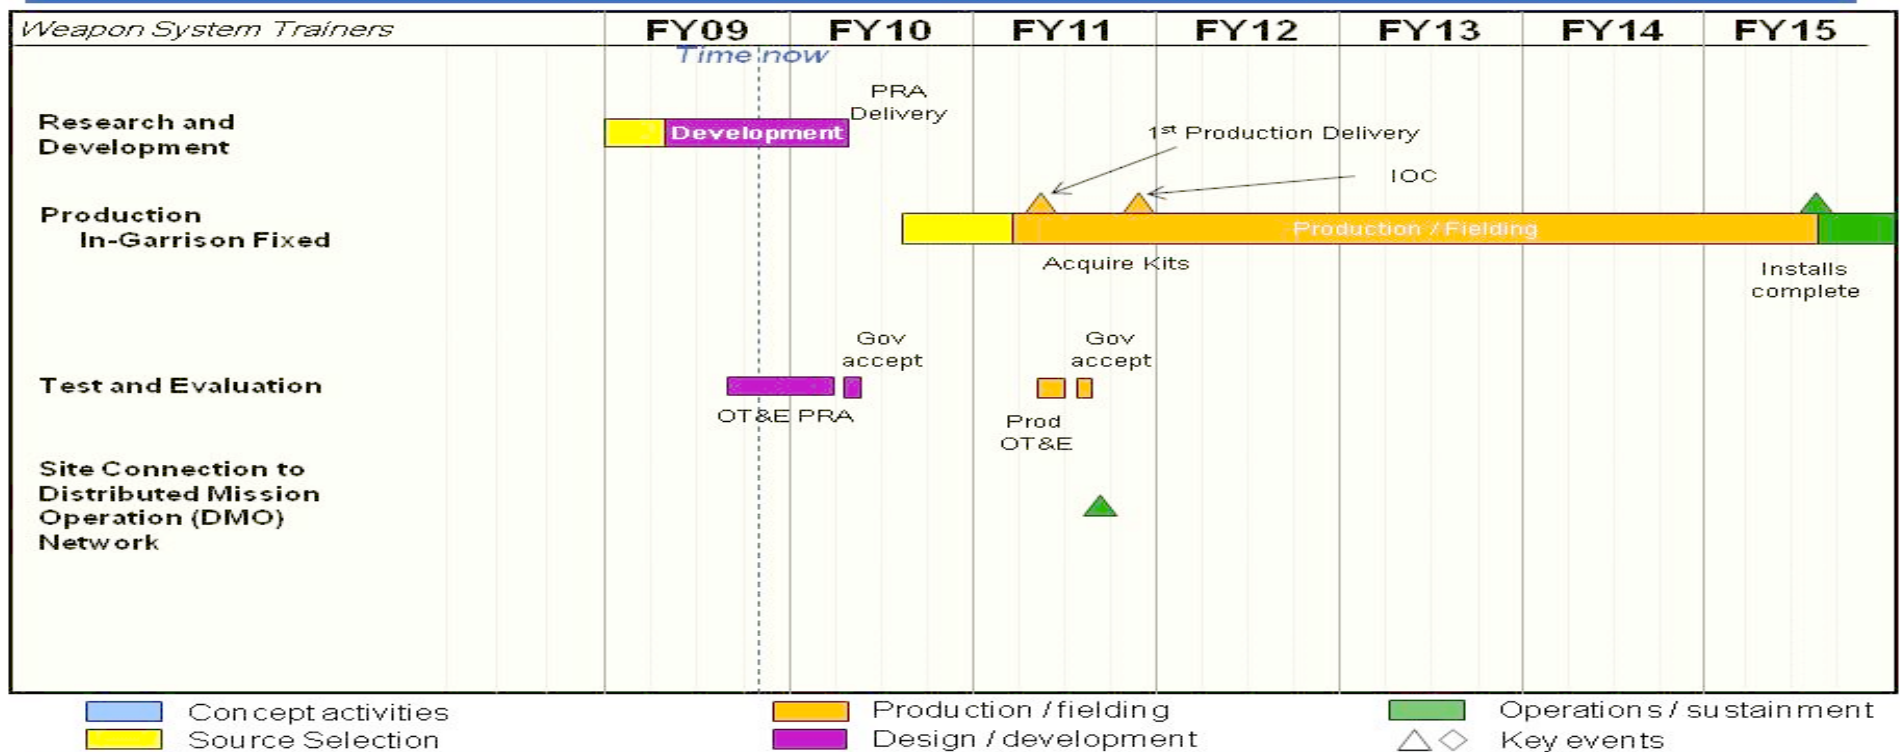 Weapon System Trainers
FY09 FY10 FY11 FY12 FY13 FY14 FY15
Time now
PRA
Delivery
Research and
Development
Development
1st Production Delivery
IOC
Production
In-Garrison Fixed
Production / Fielding
Acquire Kits
Installs
complete
Gov
accept
Gov
accept
Test and Evaluation
OT&E PRA
Prod
OT&E
Site Connection to
Distributed Mission
Operation (DMO)
Network
Concept activities
Source Selection
Production / fielding
Design / development
Operations / sustainment
Key events